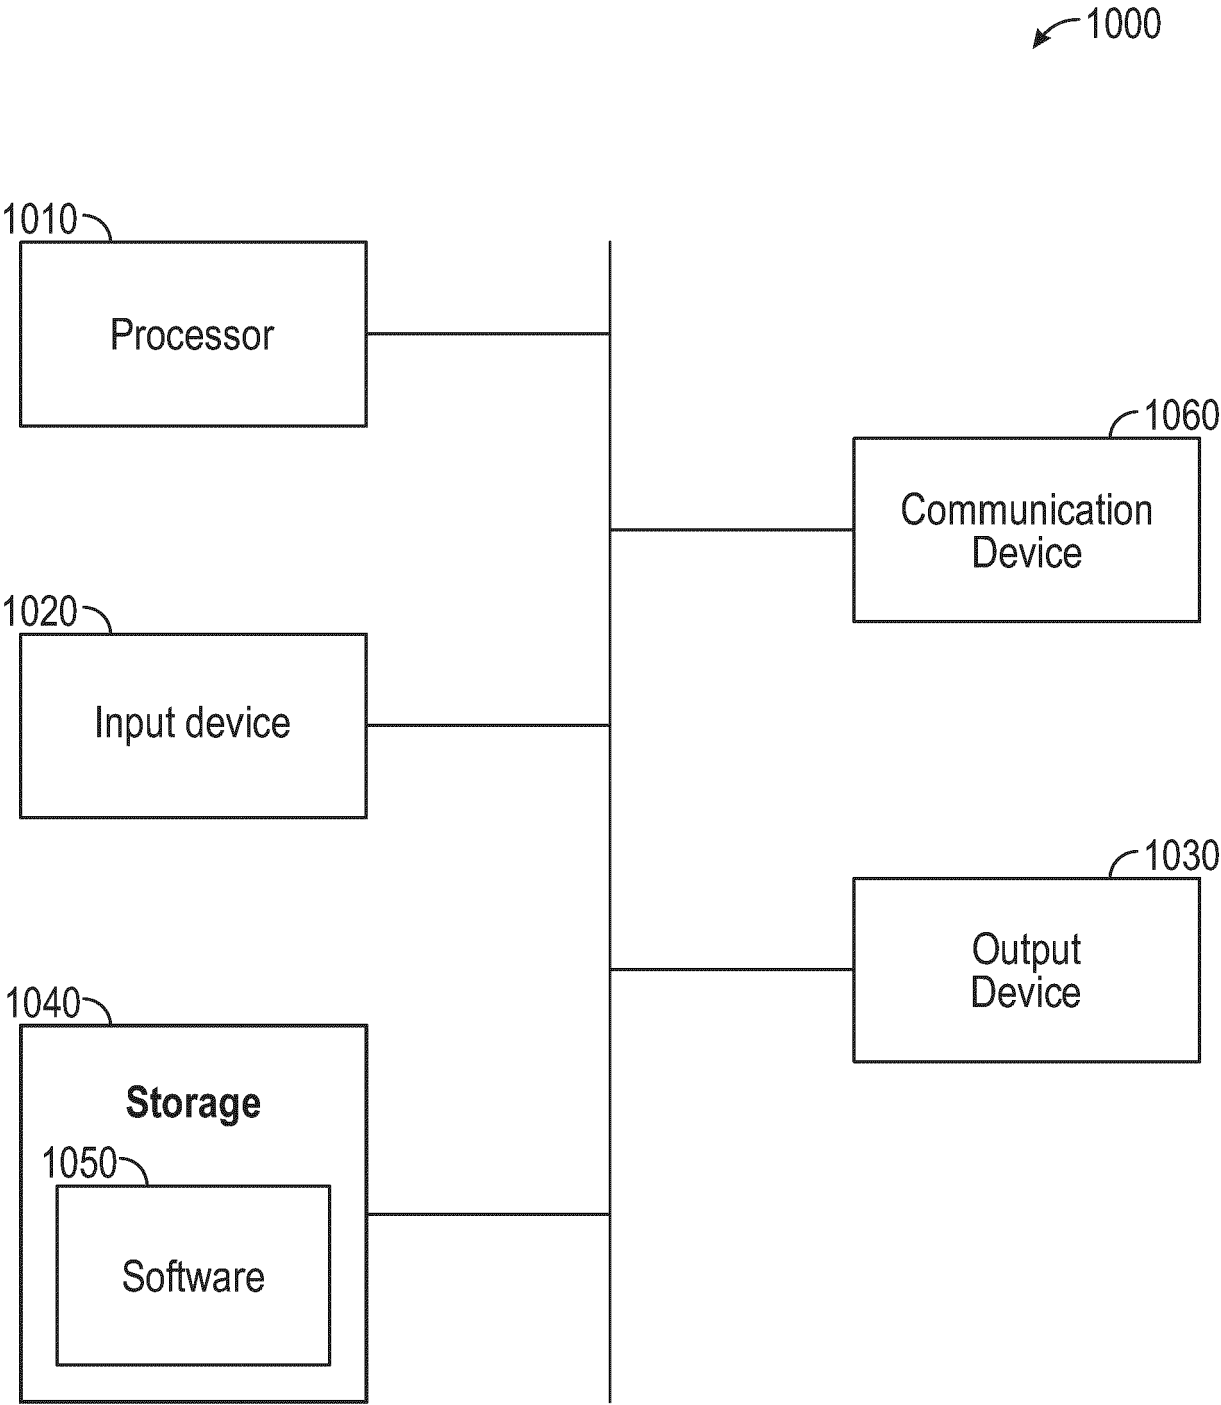 1000
1010
Processor
1060
Communication
Device
1020
Input device
1030
Output
Device
1040
Storage
1050
Software